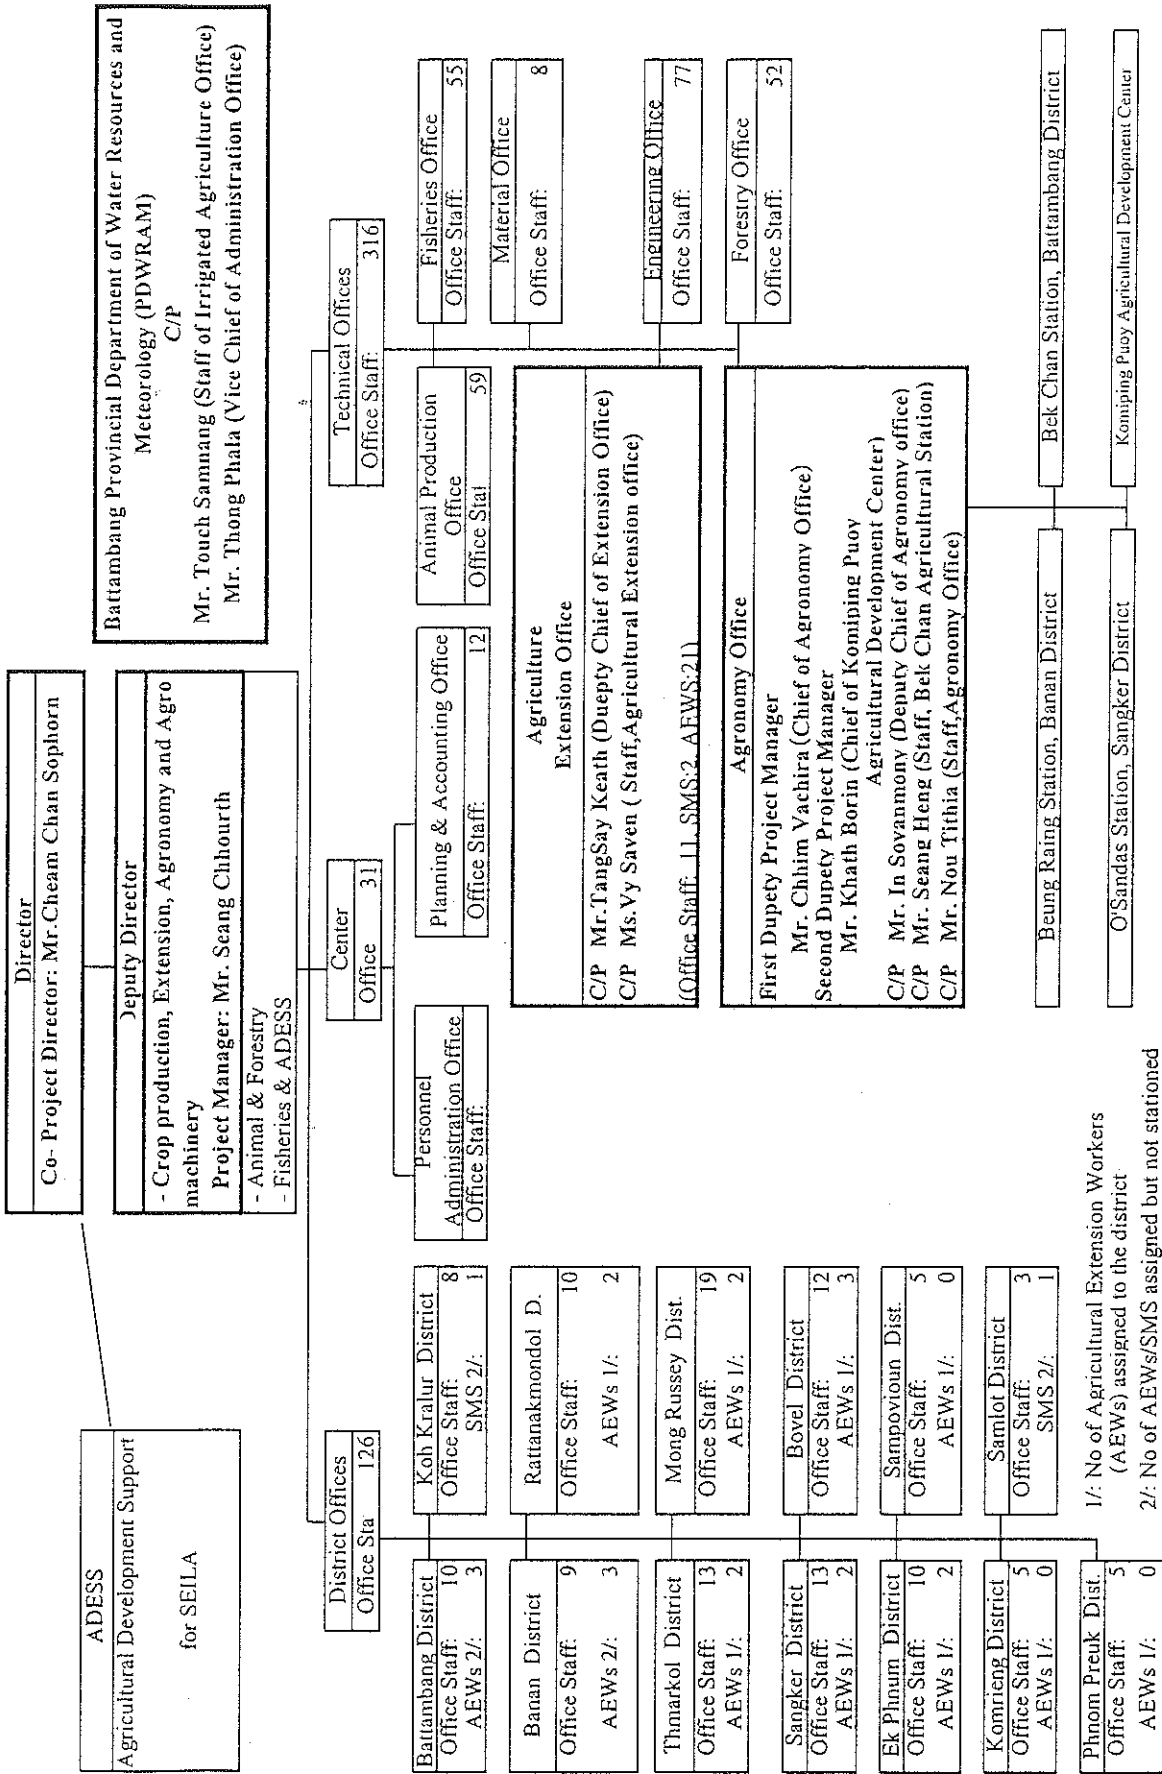 Director
Co- Project Director: Mr.Cheam Chan Sophorn
ADESS
Agricultural Development Support
for SEILA
Deputy Director
- Crop production, Extension, Agronomy and Agro
machinery
Project Manager: Mr. Seang Chhourth
- Animal & Forestry
- Fisheries & ADESS
Battambang Provincial Department of Water Resources and
Meteorology (PDWRAM)
C/P
Mr. Touch Samnang (Staff of Irrigated Agriculture Office)
Mr. Thong Phala (Vice Chief of Administration Office)
District Offices
Office Sta 126
Center
Office 31
Technical Offices
Office Staff: 316
Battambang District
Office Staff: 10
AEWs 2/: 3
Koh Kralur District
Office Staff: 8
SMS 2/: 1
Banan District
Office Staff: 9
AEWs 2/: 3
Rattanakmondol D.
Office Staff: 10
AEWs 1/: 2
Thmarkol District
Office Staff: 13
AEWs 1/: 2
Mong Russey Dist.
Office Staff: 19
AEWs 1/: 2
Sangker District
Office Staff: 13
AEWs 1/: 2
Bovel District
Office Staff: 12
AEWs 1/: 3
Ek Phnum District
Office Staff: 10
AEWs 1/: 2
Sampovioun Dist.
Office Staff: 5
AEWs 1/: 0
Komrieng District
Office Staff: 5
AEWs 1/: 0
Samlot District
Office Staff: 3
SMS 2/: 1
Phnom Preuk Dist.
Office Staff: 5
AEWs 1/: 0
1/: No of Agricultural Extension Workers
(AEWs) assigned to the district
2/: No of AEWs/SMS assigned but not stationed
Personnel
Administration Office
Office Staff:
Planning & Accounting Office
Office Staff: 12
Animal Production
Office
Office Staf 59
Fisheries Office
Office Staff: 55
Material Office
Office Staff: 8
Agriculture
Extension Office
C/P Mr.TangSay Keath (Duepty Chief of Extension Office)
C/P Ms.Vy Saven ( Staff,Agricultural Extension office)
(Office Staff: 11, SMS:2, AEWS:21)
Engineering Office
Office Staff: 77
Agronomy Office
First Dupety Project Manager
Mr. Chhim Vachira (Chief of Agronomy Office)
Second Dupety Project Manager
Mr. Khath Borin (Chief of Komiping Puoy
Agricultural Development Center)
C/P Mr. In Sovanmony (Deputy Chief of Agronomy office)
C/P Mr. Seang Heng (Staff, Bek Chan Agricultural Station)
C/P Mr. Nou Tithia (Staff,Agronomy Office)
Forestry Office
Office Staff: 52
Beung Raing Station, Banan District
Bek Chan Station, Battambang District
O'Sandas Station, Sangker District
Komiping Puoy Agricultural Development Center